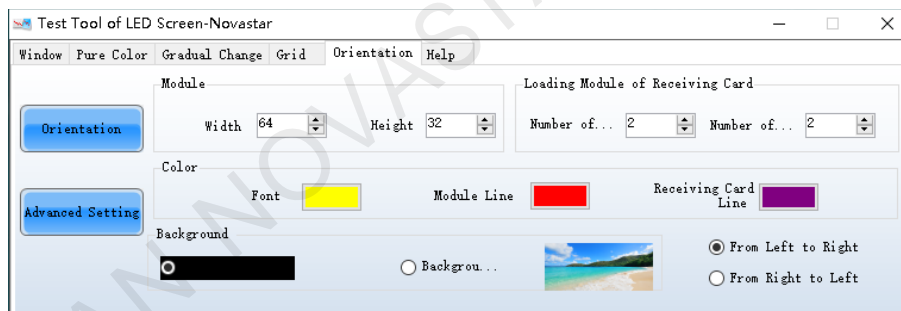 Test Tool of LED Screen-Novastar
Window Pure Color Gradual Change Grid Orientation Help
Module
Loading Module of Receiving Card
Orientation
Width 64 Height 32 Number of... 2 Number of... 2
Color
Font Module Line Receiving Card Line
Advanced Setting
Background
Backgrou...
From Left to Right
From Right to Left
AN NOVASTA